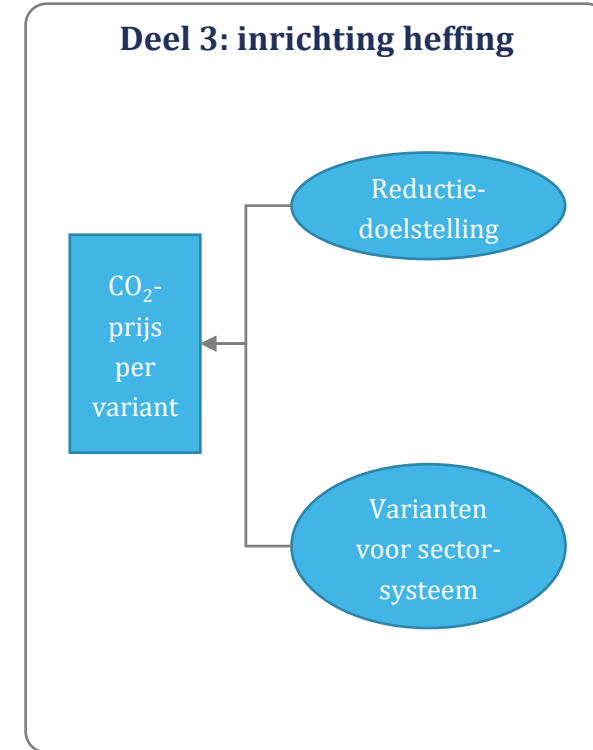 Deel 3: inrichting heffing
Reductie-
doelstelling
CO₂-
prijs
per
variant
Varianten
voor sector-
systeem